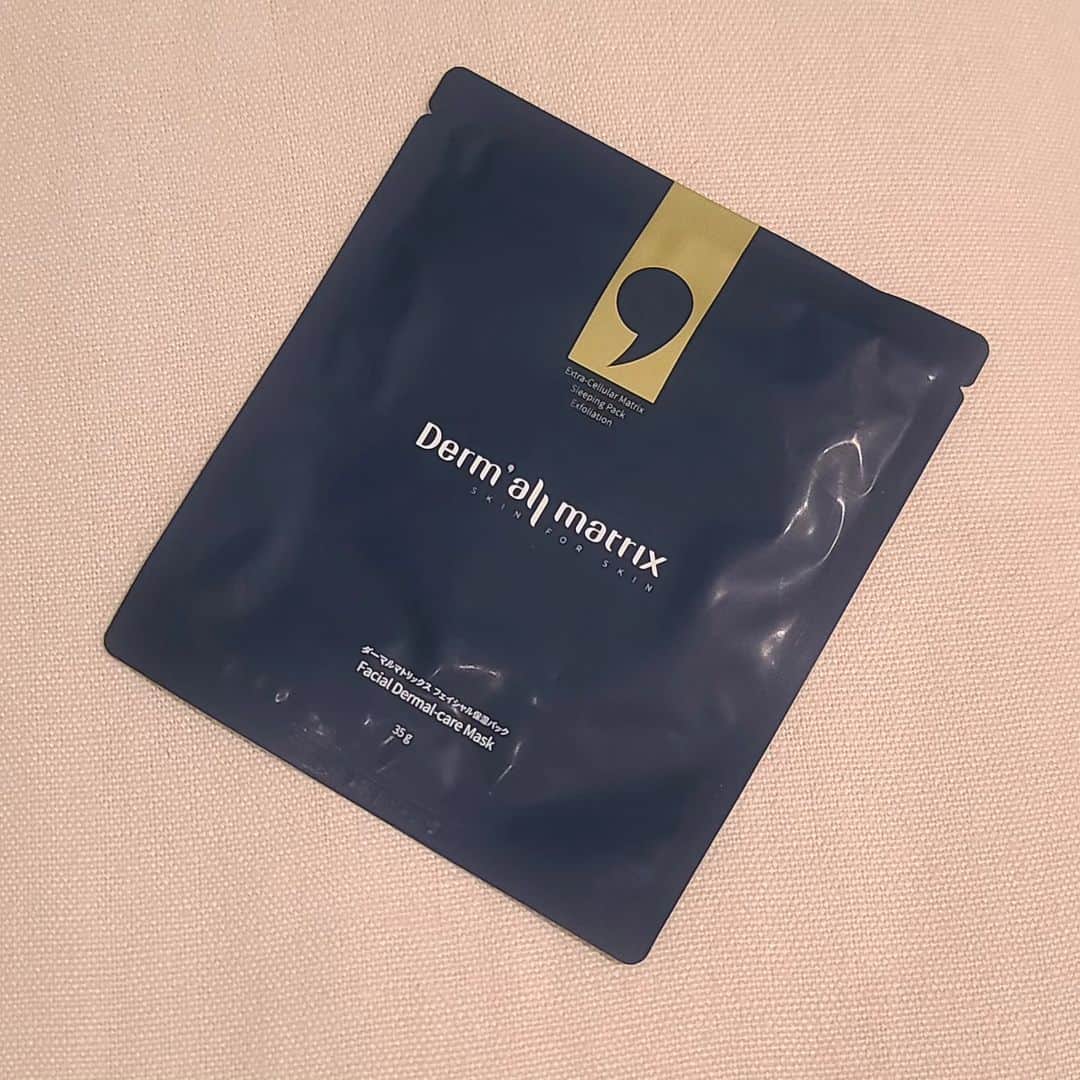 Extra-Cellular Matrix
Sleeping Pack
Exfoliation
Derm'all matrix
SKIN FOR SKIN
ダーマルマトリックス フェイシャル保湿パック
Facial Dermal-care Mask
35 g